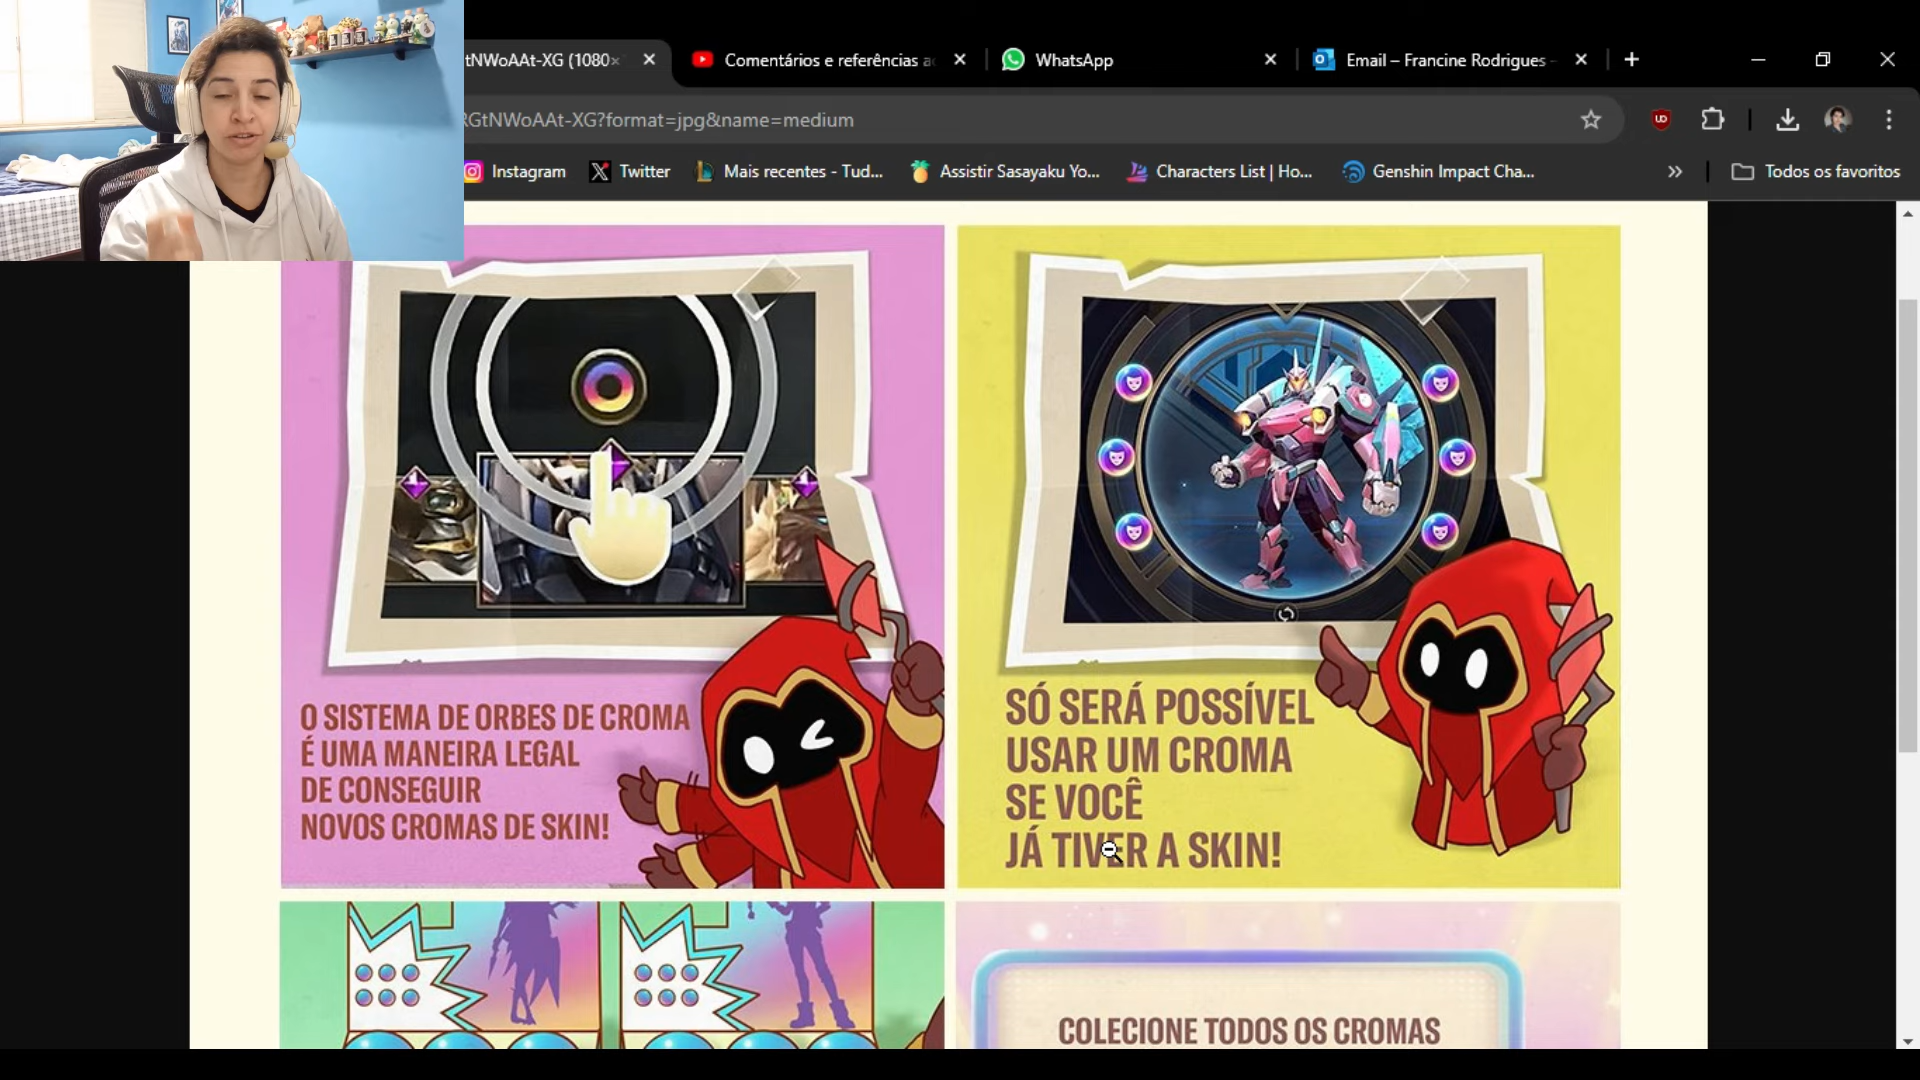 tNWoAAt-XG (1080×
Comentários e referências a
WhatsApp
Email – Francine Rodrigues -
RGtNWoAAt-XG?format=jpg&name=medium
Instagram
Twitter
Mais recentes - Tud...
Assistir Sasayaku Yo...
Characters List | Ho...
Genshin Impact Cha...
Todos os favoritos
O SISTEMA DE ORBES DE CROMA
É UMA MANEIRA LEGAL
DE CONSEGUIR
NOVOS CROMAS DE SKIN!
SÓ SERÁ POSSÍVEL
USAR UM CROMA
SE VOCÊ
JÁ TIVER A SKIN!
COLECIONE TODOS OS CROMAS